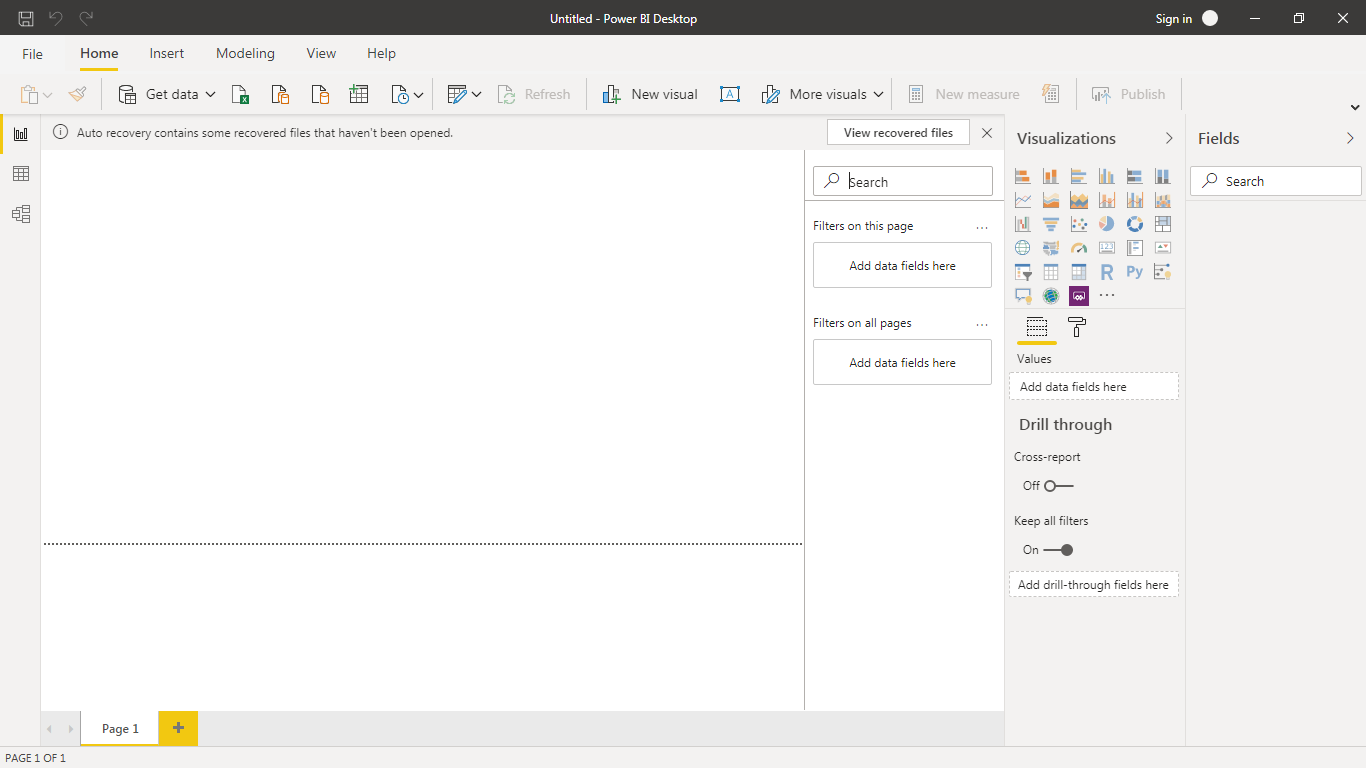 Untitled - Power BI Desktop
Sign in
File
Home
Insert
Modeling
View
Help
Get data
Refresh
New visual
More visuals
New measure
Publish
Auto recovery contains some recovered files that haven't been opened.
View recovered files
Search
Filters on this page
...
Add data fields here
Filters on all pages
...
Add data fields here
Visualizations
123
R
Py
...
Values
Add data fields here
Drill through
Cross-report
Off
Keep all filters
On
Add drill-through fields here
Fields
Search
Page 1
PAGE 1 OF 1